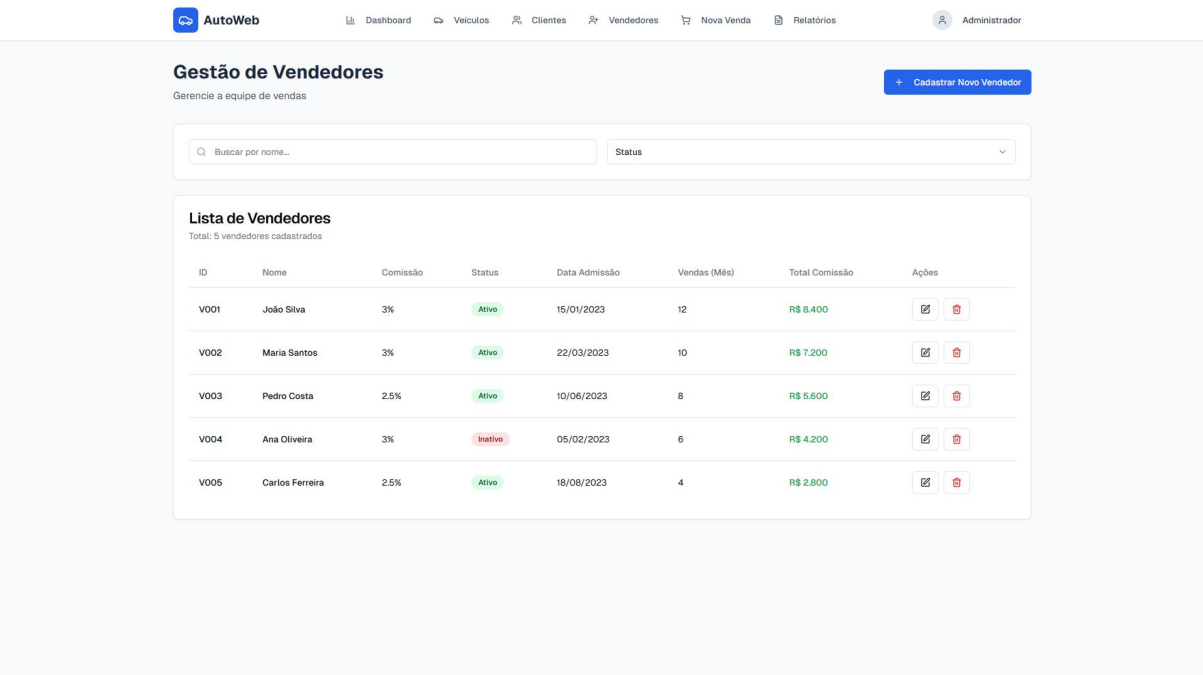 AutoWeb Dashboard Veículos Clientes Vendedores Nova Venda Relatórios Administrador
Gestão de Vendedores
Gerencie a equipe de vendas
Cadastrar Novo Vendedor
Buscar por nome... Status
Lista de Vendedores
Total: 5 vendedores cadastrados
ID Nome Comissão Status Data Admissão Vendas (Mês) Total Comissão Ações
V001 João Silva 3% Ativo 15/01/2023 12 R$ 8.400
V002 Maria Santos 3% Ativo 22/03/2023 10 R$ 7.200
V003 Pedro Costa 2.5% Ativo 10/06/2023 8 R$ 5.600
V004 Ana Oliveira 3% Inativo 05/02/2023 6 R$ 4.200
V005 Carlos Ferreira 2.5% Ativo 18/08/2023 4 R$ 2.800